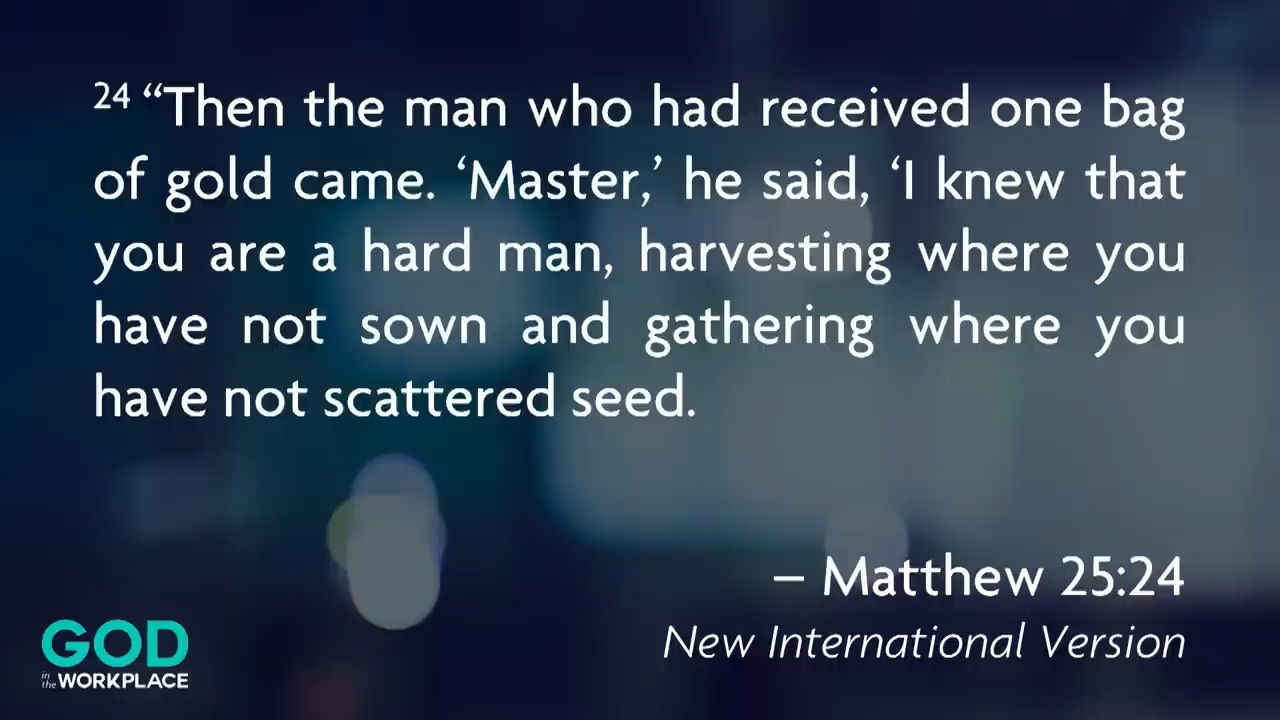 24 “Then the man who had received one bag
of gold came. ‘Master,’ he said, ‘I knew that
you are a hard man, harvesting where you
have not sown and gathering where you
have not scattered seed.
– Matthew 25:24
New International Version
GOD
in the WORKPLACE